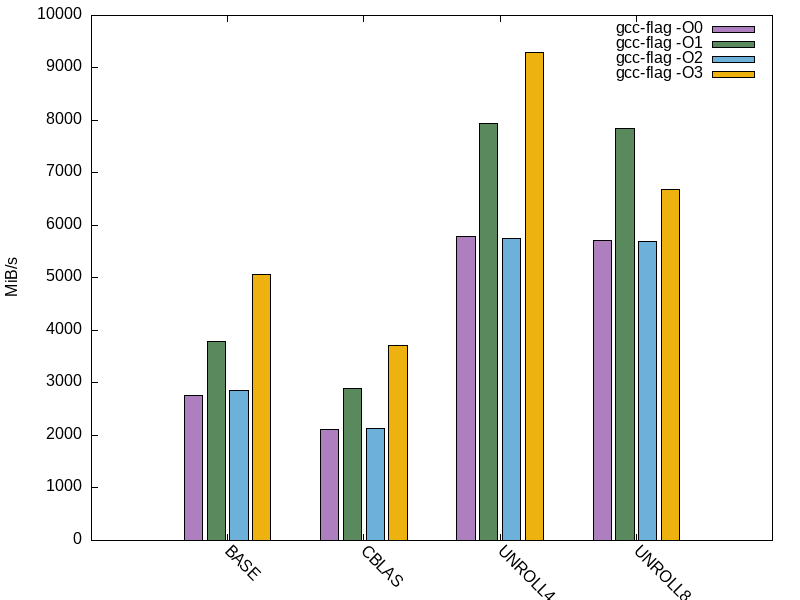 10000
9000
8000
7000
6000
5000
4000
3000
2000
1000
0
MiB/s
gcc-flag -O0
gcc-flag -O1
gcc-flag -O2
gcc-flag -O3
BASE
CBLAS
UNROLL4
UNROLL8